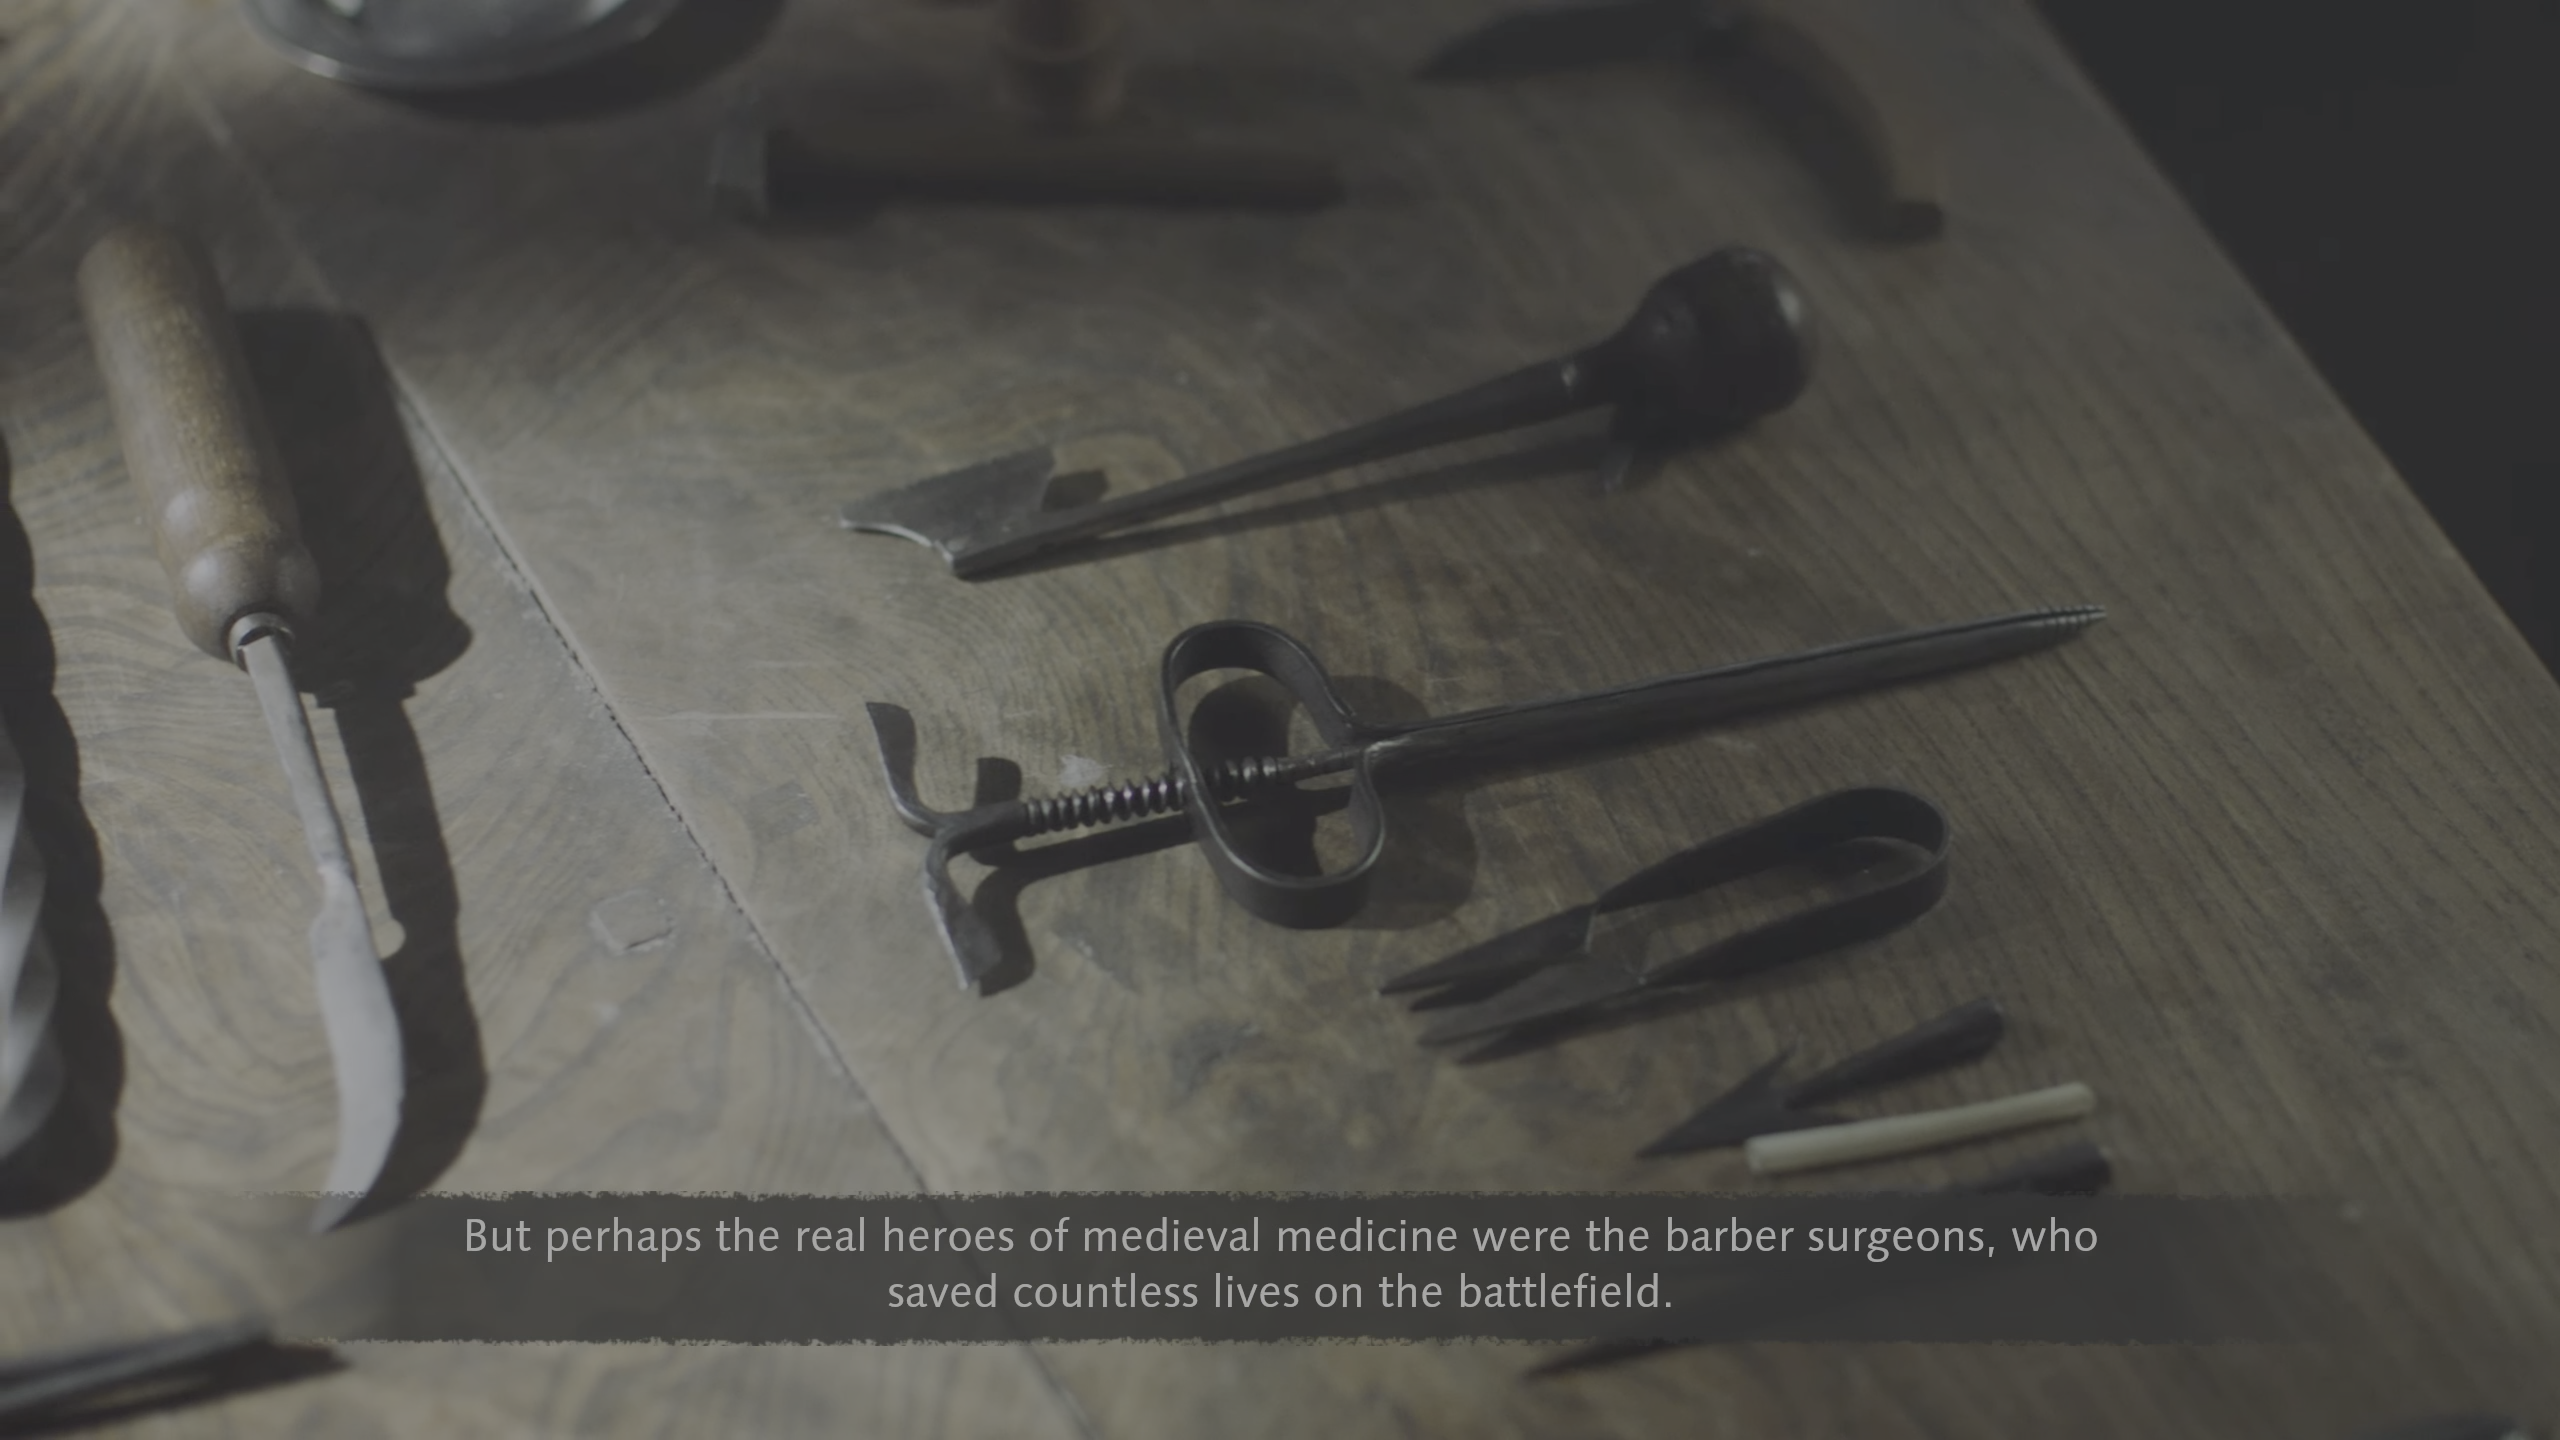 But perhaps the real heroes of medieval medicine were the barber surgeons, who
saved countless lives on the battlefield.